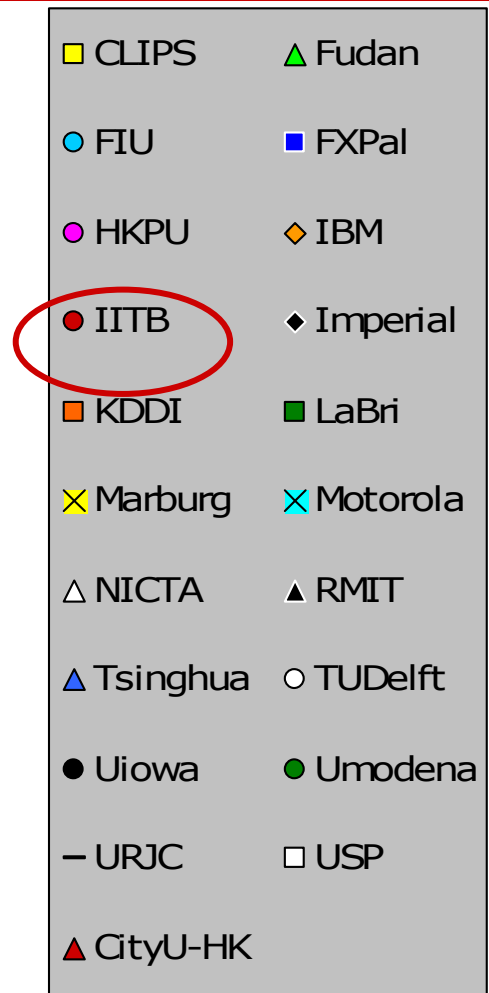 CLIPS Fudan
FIU FXPal
HKPU IBM
IITB Imperial
KDDI LaBri
Marburg Motorola
NICTA RMIT
Tsinghua TUDelft
Uiowa Umodena
URJC USP
CityU-HK